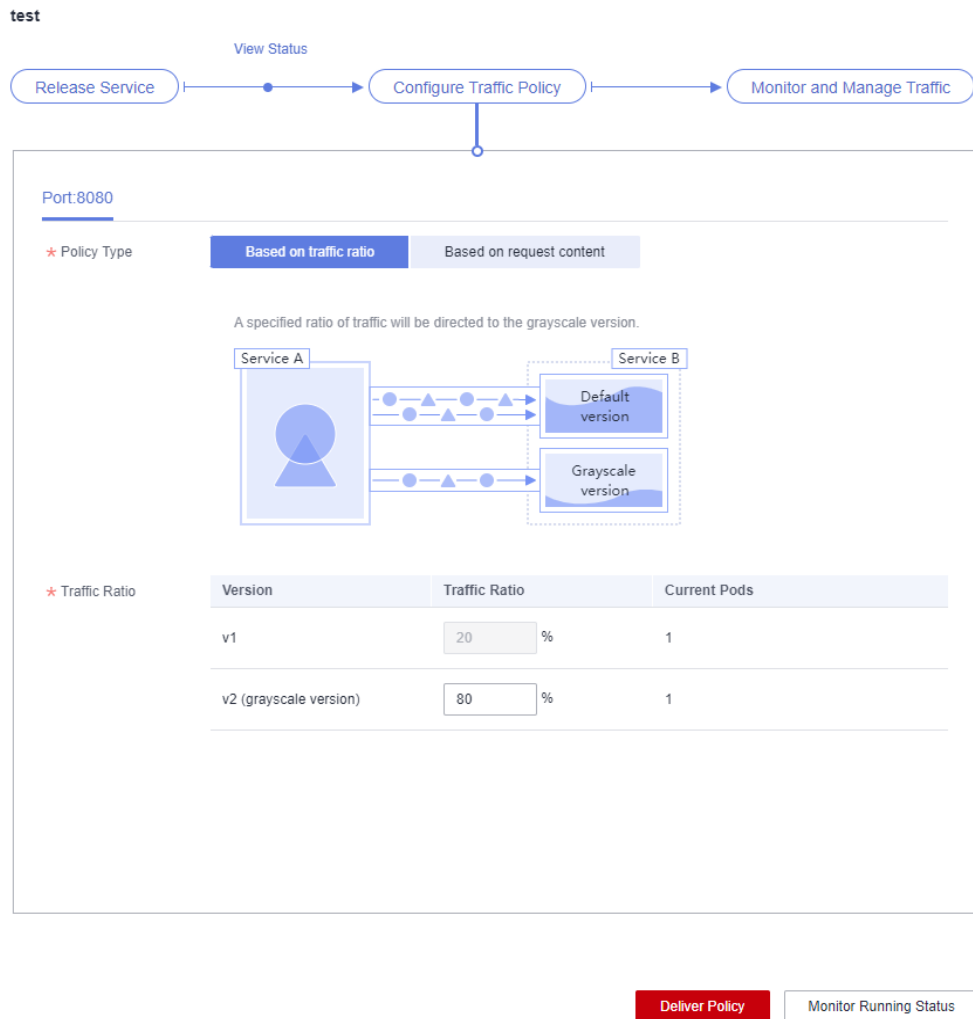 test
View Status
Release Service
Configure Traffic Policy
Monitor and Manage Traffic
Port:8080
* Policy Type
Based on traffic ratio
Based on request content
A specified ratio of traffic will be directed to the grayscale version.
Service A
Service B
Default
version
Grayscale
version
* Traffic Ratio
Version Traffic Ratio Current Pods
v1 20 % 1
v2 (grayscale version) 80 % 1
Deliver Policy
Monitor Running Status